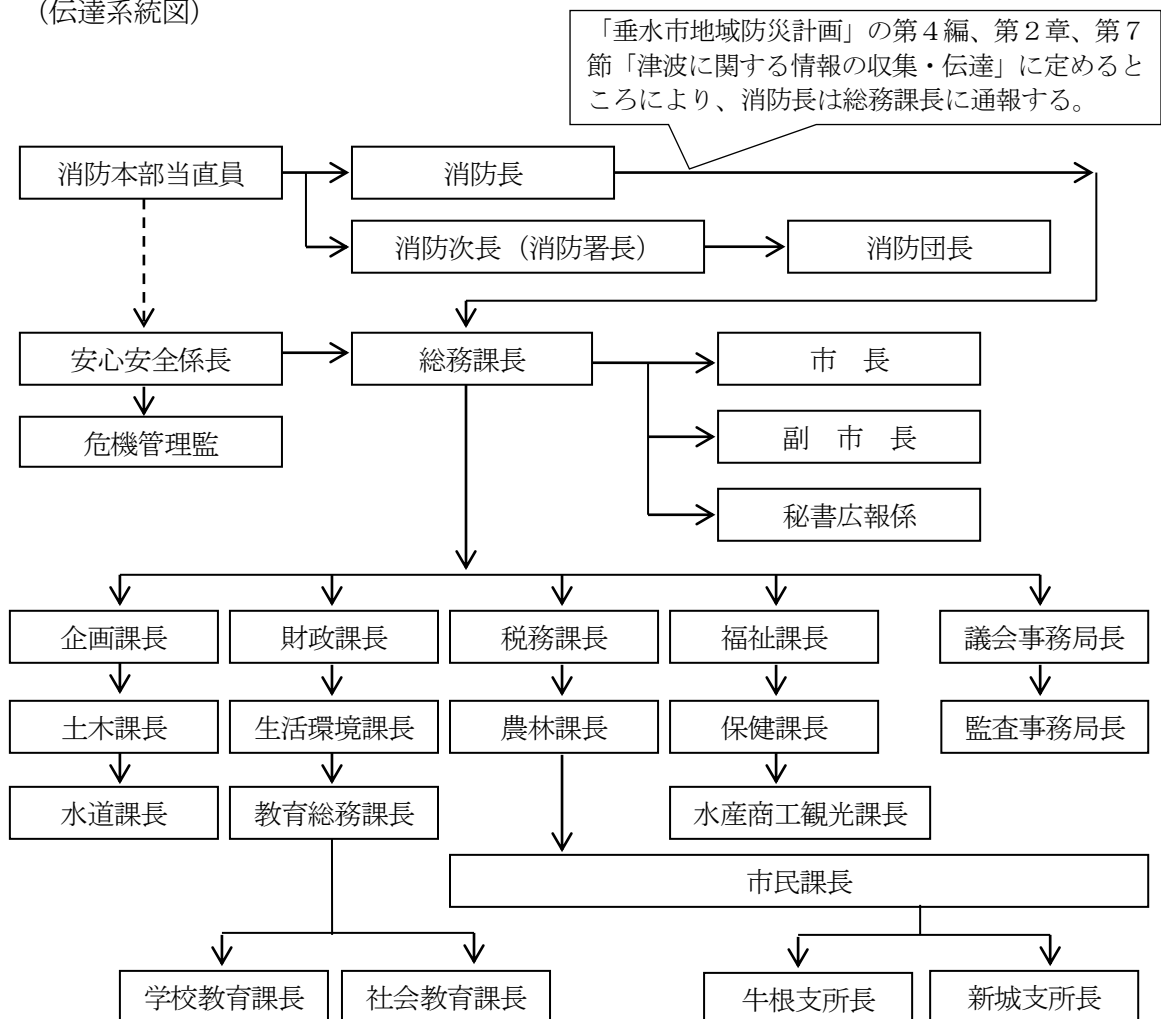 （伝達系統図）
「垂水市地域防災計画」の第４編、第２章、第７
節「津波に関する情報の収集・伝達」に定めると
ころにより、消防長は総務課長に通報する。
消防本部当直員
消防長
消防次長（消防署長）
消防団長
安心安全係長
総務課長
市　長
危機管理監
副　市　長
秘書広報係
企画課長
財政課長
税務課長
福祉課長
議会事務局長
土木課長
生活環境課長
農林課長
保健課長
監査事務局長
水道課長
教育総務課長
水産商工観光課長
市民課長
学校教育課長
社会教育課長
牛根支所長
新城支所長